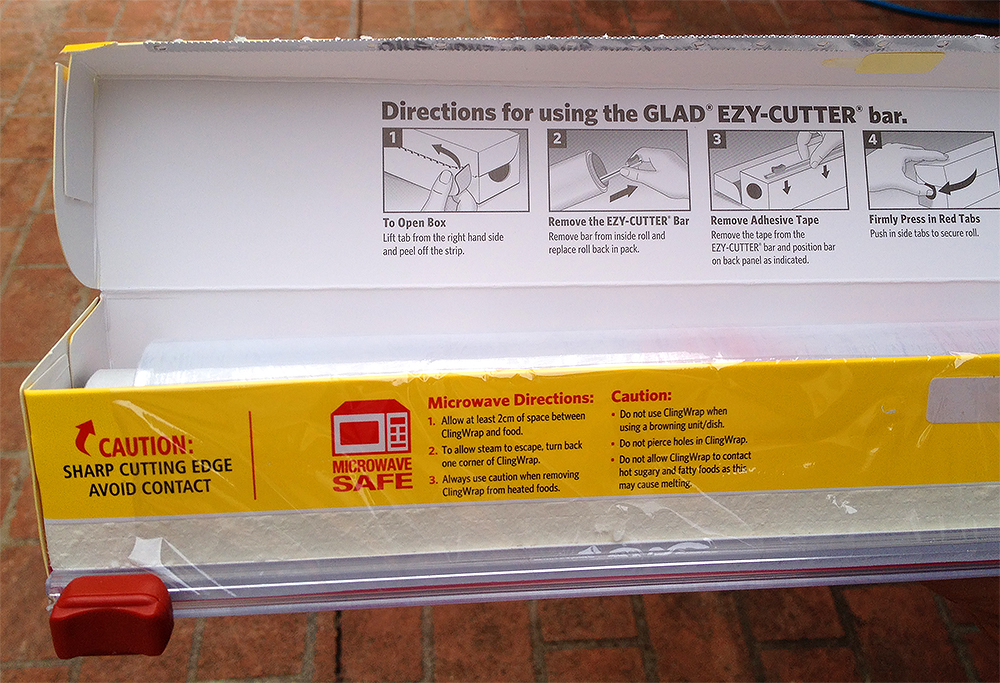 Directions for using the GLAD® EZY-CUTTER® bar.
1
2
3
4
To Open Box
Lift tab from the right hand side
and peel off the strip.
Remove the EZY-CUTTER® Bar
Remove bar from inside roll and
replace roll back in pack.
Remove Adhesive Tape
Remove the tape from the
EZY-CUTTER® bar and position bar
on back panel as indicated.
Firmly Press in Red Tabs
Push in side tabs to secure roll.
CAUTION:
SHARP CUTTING EDGE
AVOID CONTACT
MICROWAVE
SAFE
Microwave Directions:
1. Allow at least 2cm of space between
ClingWrap and food.
2. To allow steam to escape, turn back
one corner of ClingWrap.
3. Always use caution when removing
ClingWrap from heated foods.
Caution:
• Do not use ClingWrap when
using a browning unit/dish.
• Do not pierce holes in ClingWrap.
• Do not allow ClingWrap to contact
hot sugary and fatty foods as this
may cause melting.